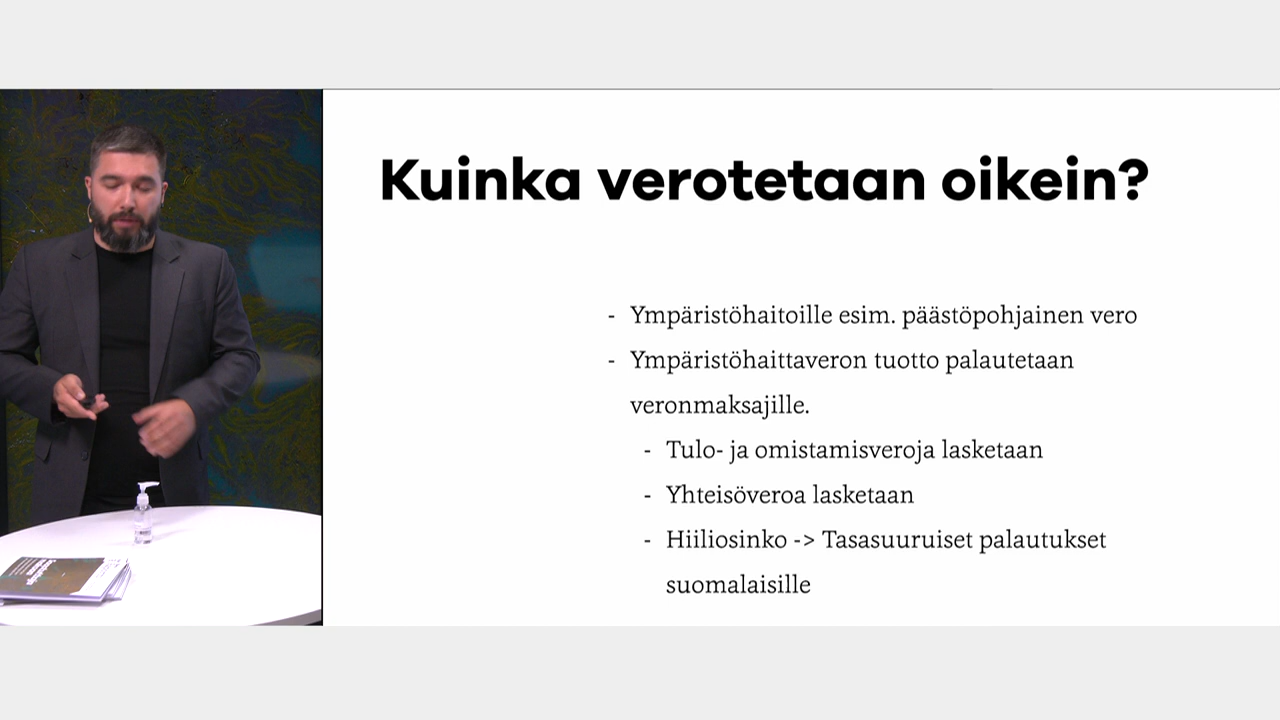 Kuinka verotetaan oikein?
- Ympäristöhaitoille esim. päästöpohjainen vero
- Ympäristöhaittaveron tuotto palautetaan
veronmaksajille.
- Tulo- ja omistamisveroja lasketaan
- Yhteisöveroa lasketaan
- Hiiliosinko -> Tasasuuruiset palautukset
suomalaisille